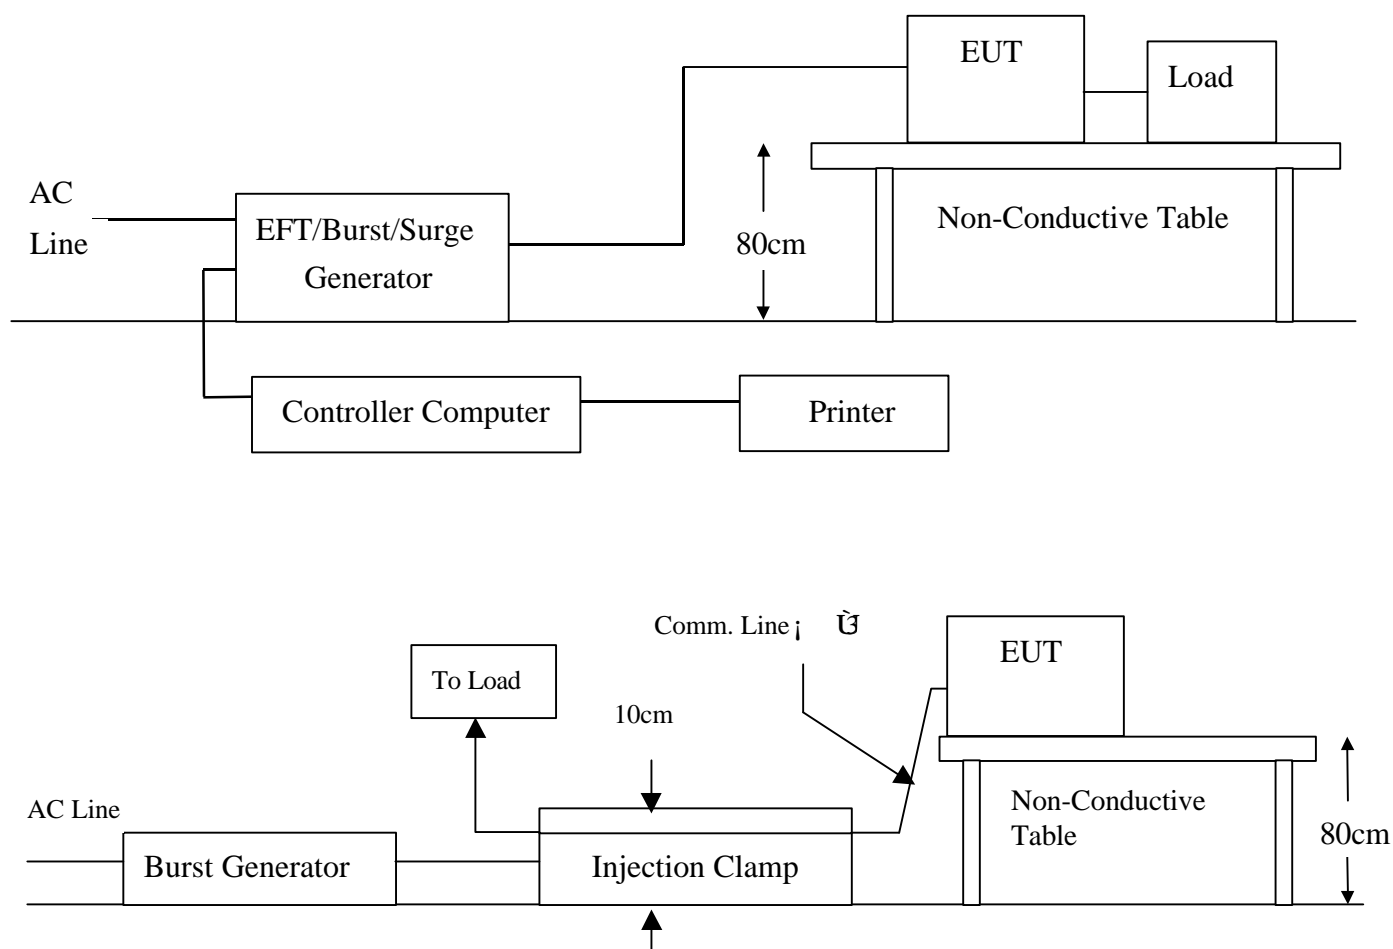 EUT
Load
AC
Line
EFT/Burst/Surge
Generator
80cm
Non-Conductive Table
Controller Computer
Printer
Comm. Line
EUT
To Load
10cm
Non-Conductive
Table
AC Line
80cm
Burst Generator
Injection Clamp